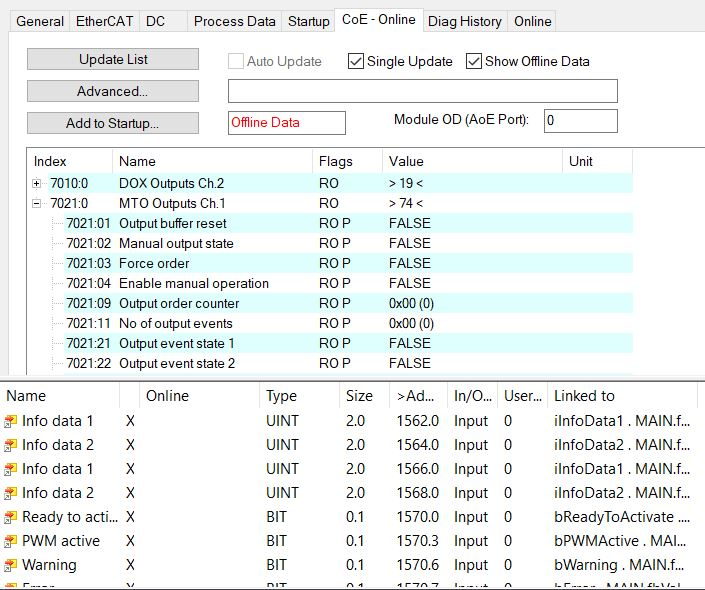 General EtherCAT DC Process Data Startup CoE - Online Diag History Online
Update List Auto Update Single Update Show Offline Data
Advanced...
Add to Startup... Offline Data Module OD (AoE Port): 0
Index Name Flags Value Unit
7010:0 DOX Outputs Ch.2 RO > 19 <
7021:0 MTO Outputs Ch.1 RO > 74 <
7021:01 Output buffer reset RO P FALSE
7021:02 Manual output state RO P FALSE
7021:03 Force order RO P FALSE
7021:04 Enable manual operation RO P FALSE
7021:09 Output order counter RO P 0x00 (0)
7021:11 No of output events RO P 0x00 (0)
7021:21 Output event state 1 RO P FALSE
7021:22 Output event state 2 RO P FALSE
Name Online Type Size >Ad... In/O... User... Linked to
Info data 1 X UINT 2.0 1562.0 Input 0 iInfoData1 . MAIN.f...
Info data 2 X UINT 2.0 1564.0 Input 0 iInfoData2 . MAIN.f...
Info data 1 X UINT 2.0 1566.0 Input 0 iInfoData1 . MAIN.f...
Info data 2 X UINT 2.0 1568.0 Input 0 iInfoData2 . MAIN.f...
Ready to acti... X BIT 0.1 1570.0 Input 0 bReadyToActivate ....
PWM active X BIT 0.1 1570.3 Input 0 bPWMActive . MAI...
Warning X BIT 0.1 1570.6 Input 0 bWarning . MAIN.f...
Error X BIT 0.1 1570.7 Input 0 bError . MAIN.fbVal...